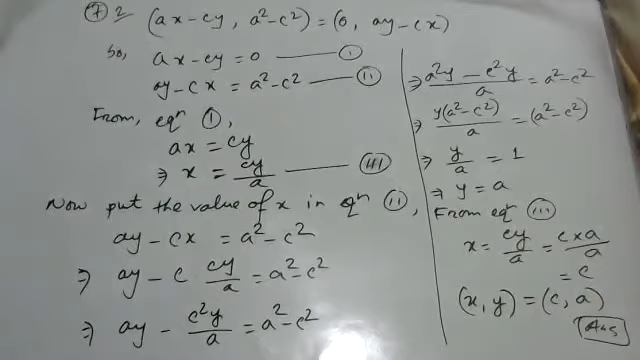 ⑦ 2 (ax-cy, a²-c²) = (0, ay-cx)
So, ax-cy = 0 —— ⓘ
ay-cx = a²-c² —— ⓘⓘ
From, eqⁿ ⓘ,
ax = cy
⇒ x = cy/a —— ⓘⓘⓘ
Now put the value of x in eqⁿ ⓘⓘ,
ay - cx = a²-c²
⇒ ay - c cy/a = a²-c²
⇒ ay - c²y/a = a²-c²
⇒ a²y - c²y/a = a²-c²
⇒ y(a²-c²)/a = (a²-c²)
⇒ y/a = 1
⇒ y = a
From eqⁿ ⓘⓘⓘ
x = cy/a = c×a/a
= c
(x, y) = (c, a)
Ans